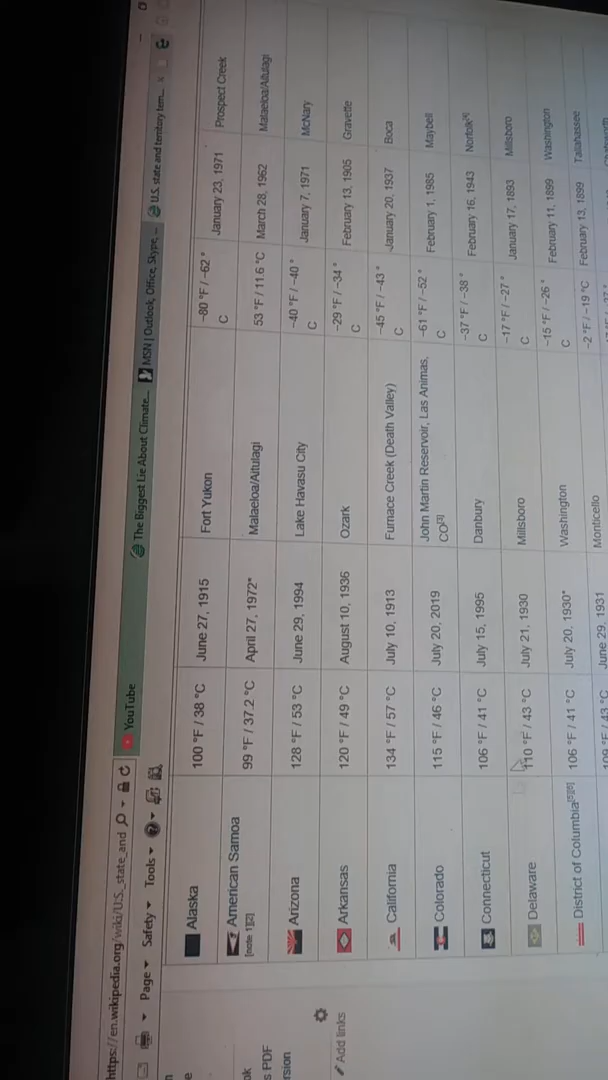 https://en.wikipedia.org/wiki/U.S._state_and
YouTube
The Biggest Lie About Climate...
MSN | Outlook, Office, Skype, ...
U.S. state and territory tem...
Page
Safety
Tools
Alaska 100 °F / 38 °C June 27, 1915 Fort Yukon −80 °F / −62 °C January 23, 1971 Prospect Creek
American Samoa [note 1][2] 99 °F / 37.2 °C April 27, 1972* Malaeloa/Aitulagi 53 °F / 11.6 °C March 28, 1962 Malaeloa/Aitulagi
Arizona 128 °F / 53 °C June 29, 1994 Lake Havasu City −40 °F / −40 °C January 7, 1971 McNary
Arkansas 120 °F / 49 °C August 10, 1936 Ozark −29 °F / −34 °C February 13, 1905 Gravette
California 134 °F / 57 °C July 10, 1913 Furnace Creek (Death Valley) −45 °F / −43 °C January 20, 1937 Boca
Colorado 115 °F / 46 °C July 20, 2019 John Martin Reservoir, Las Animas, CO[3] −61 °F / −52 °C February 1, 1985 Maybell
Connecticut 106 °F / 41 °C July 15, 1995 Danbury −37 °F / −38 °C February 16, 1943 Norfolk[4]
Delaware 110 °F / 43 °C July 21, 1930 Millsboro −17 °F / −27 °C January 17, 1893 Millsboro
District of Columbia[5][6] 106 °F / 41 °C July 20, 1930* Washington −15 °F / −26 °C February 11, 1899 Washington
109 °F / 43 °C June 29, 1931 Monticello −2 °F / −19 °C February 13, 1899 Tallahassee
PDF
Add links